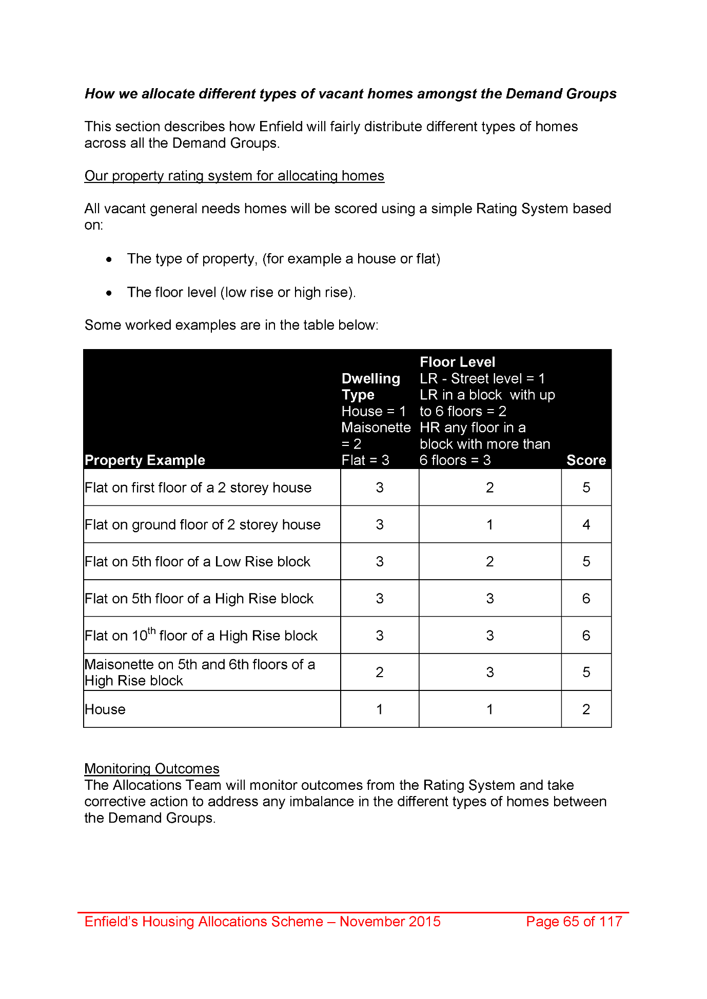 How we allocate different types of vacant homes amongst the Demand Groups
This section describes how Enfield will fairly distribute different types of homes
across all the Demand Groups.
Our property rating system for allocating homes
All vacant general needs homes will be scored using a simple Rating System based
on:
• The type of property, (for example a house or flat)
• The floor level (low rise or high rise).
Some worked examples are in the table below:
Floor Level
Dwelling LR - Street level = 1
Type LR in a block with up
House = 1 to 6 floors = 2
Maisonette HR any floor in a
= 2 block with more than
Property Example Flat = 3 6 floors = 3 Score
Flat on first floor of a 2 storey house 3 2 5
Flat on ground floor of 2 storey house 3 1 4
Flat on 5th floor of a Low Rise block 3 2 5
Flat on 5th floor of a High Rise block 3 3 6
Flat on 10th floor of a High Rise block 3 3 6
Maisonette on 5th and 6th floors of a
High Rise block 2 3 5
House 1 1 2
Monitoring Outcomes
The Allocations Team will monitor outcomes from the Rating System and take
corrective action to address any imbalance in the different types of homes between
the Demand Groups.
Enfield’s Housing Allocations Scheme – November 2015 Page 65 of 117